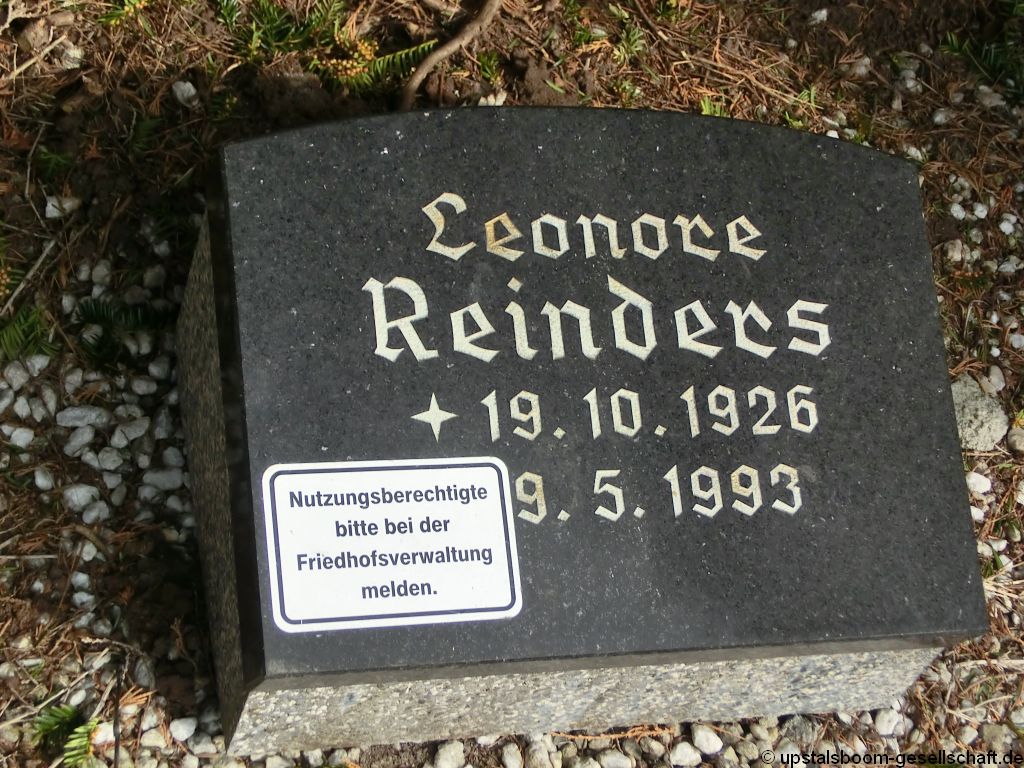 Leonore
Reinders
19. 10. 1926
9. 5. 1993
Nutzungsberechtigte
bitte bei der
Friedhofsverwaltung
melden.
© upstalsboom-gesellschaft.de